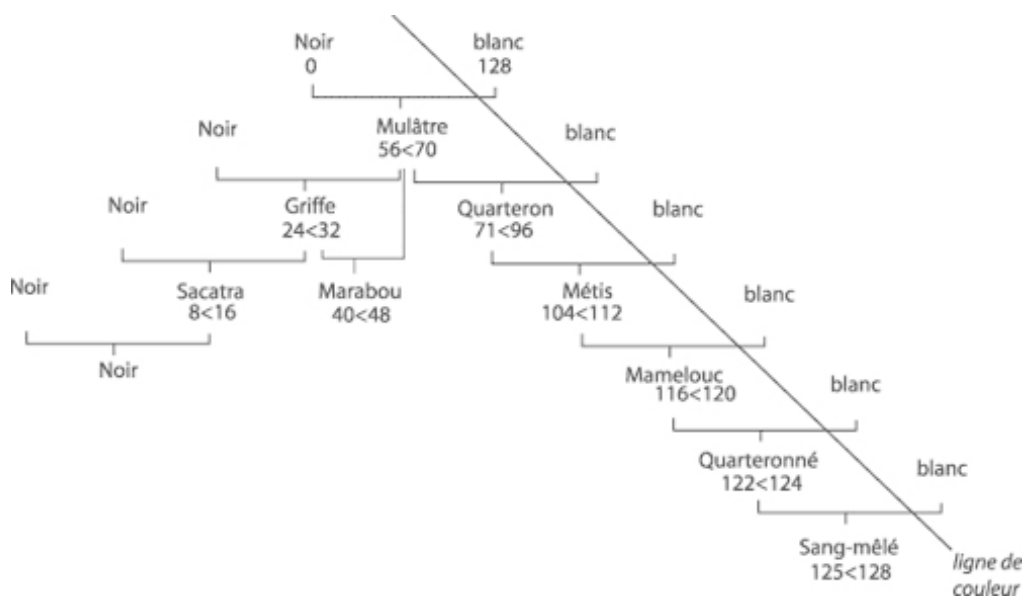 Noir
0
blanc
128
Noir
Mulâtre
56<70
blanc
Noir
Griffe
24<32
Quarteron
71<96
blanc
Noir
Sacatra
8<16
Marabou
40<48
Métis
104<112
blanc
Noir
Mamelouc
116<120
blanc
Quarteronné
122<124
blanc
Sang-mêlé
125<128
ligne de
couleur